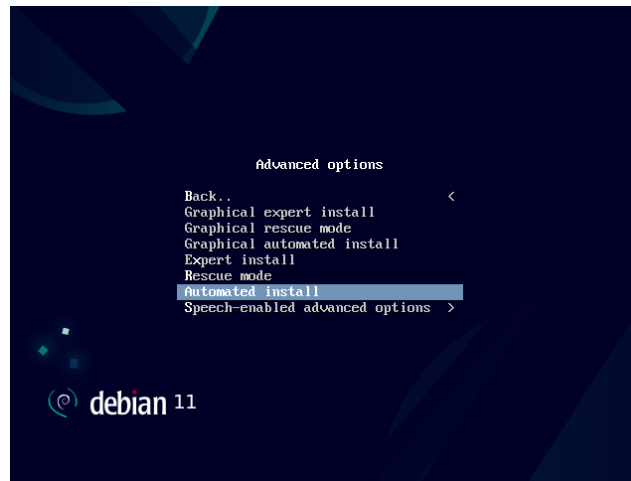 Advanced options
Back.. <
Graphical expert install
Graphical rescue mode
Graphical automated install
Expert install
Rescue mode
Automated install
Speech-enabled advanced options >
debian 11